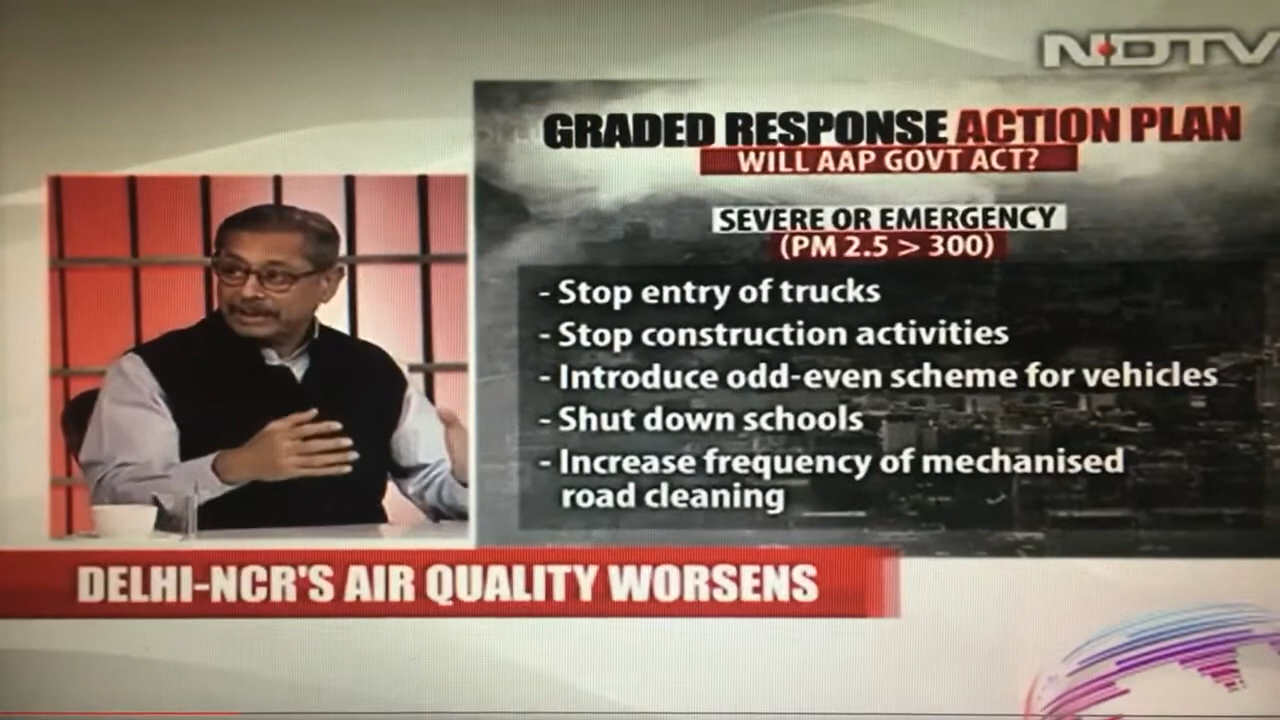 NDTV
GRADED RESPONSE ACTION PLAN
WILL AAP GOVT ACT?
SEVERE OR EMERGENCY
(PM 2.5 > 300)
- Stop entry of trucks
- Stop construction activities
- Introduce odd-even scheme for vehicles
- Shut down schools
- Increase frequency of mechanised
road cleaning
DELHI-NCR'S AIR QUALITY WORSENS